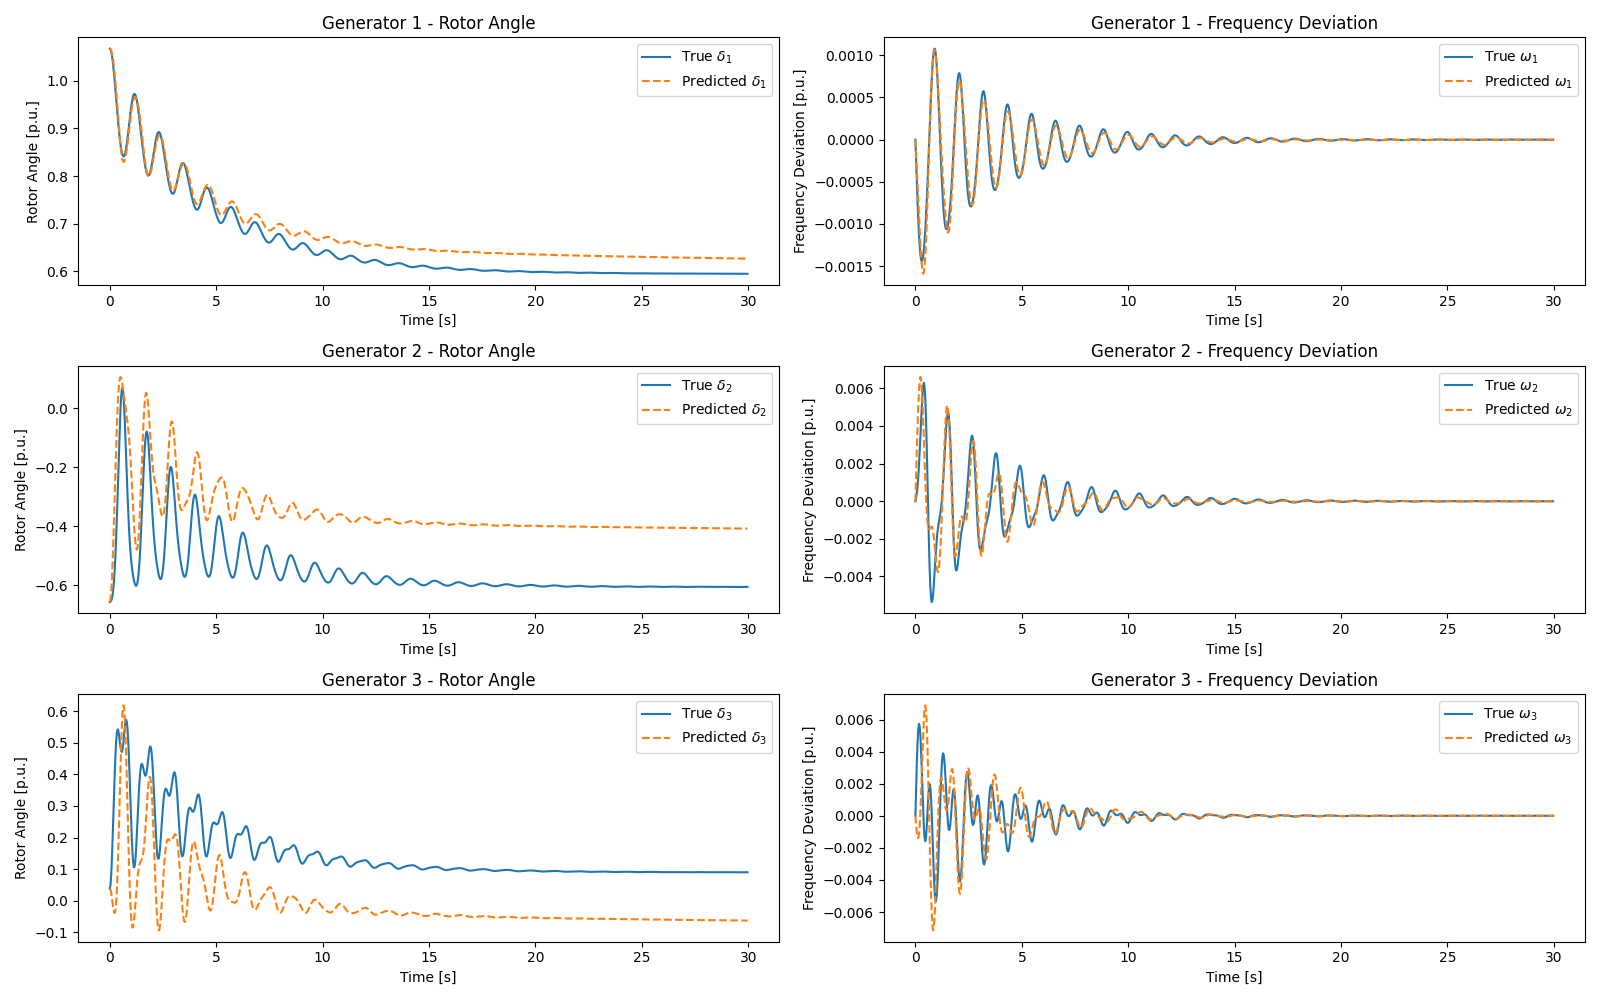 Generator 1 - Rotor Angle
True δ₁
Predicted δ₁
Rotor Angle [p.u.]
1.0
0.9
0.8
0.7
0.6
0 5 10 15 20 25 30
Time [s]
Generator 1 - Frequency Deviation
True ω₁
Predicted ω₁
Frequency Deviation [p.u.]
0.0010
0.0005
0.0000
−0.0005
−0.0010
−0.0015
0 5 10 15 20 25 30
Time [s]
Generator 2 - Rotor Angle
True δ₂
Predicted δ₂
Rotor Angle [p.u.]
0.0
−0.2
−0.4
−0.6
0 5 10 15 20 25 30
Time [s]
Generator 2 - Frequency Deviation
True ω₂
Predicted ω₂
Frequency Deviation [p.u.]
0.006
0.004
0.002
0.000
−0.002
−0.004
0 5 10 15 20 25 30
Time [s]
Generator 3 - Rotor Angle
True δ₃
Predicted δ₃
Rotor Angle [p.u.]
0.6
0.5
0.4
0.3
0.2
0.1
0.0
−0.1
0 5 10 15 20 25 30
Time [s]
Generator 3 - Frequency Deviation
True ω₃
Predicted ω₃
Frequency Deviation [p.u.]
0.006
0.004
0.002
0.000
−0.002
−0.004
−0.006
0 5 10 15 20 25 30
Time [s]